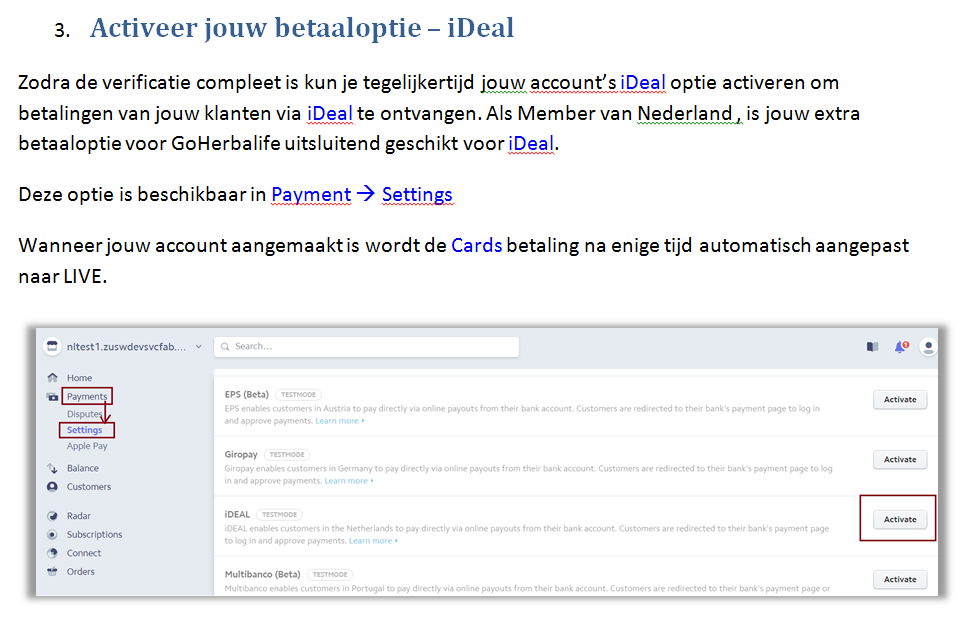 3. Activeer jouw betaaloptie – iDeal
Zodra de verificatie compleet is kun je tegelijkertijd jouw account's iDeal optie activeren om
betalingen van jouw klanten via iDeal te ontvangen. Als Member van Nederland , is jouw extra
betaaloptie voor GoHerbalife uitsluitend geschikt voor iDeal.
Deze optie is beschikbaar in Payment → Settings
Wanneer jouw account aangemaakt is wordt de Cards betaling na enige tijd automatisch aangepast
naar LIVE.
nltest1.zuswdevsvcfab....
Search...
1
Home
Payments
Disputes
Settings
Apple Pay
Balance
Customers
Radar
Subscriptions
Connect
Orders
EPS (Beta) TESTMODE
EPS enables customers in Austria to pay directly via online payouts from their bank account. Customers are redirected to their bank's payment page to log in
and approve payments. Learn more ›
Activate
Giropay TESTMODE
Giropay enables customers in Germany to pay directly via online payouts from their bank account. Customers are redirected to their bank's payment page to log
in and approve payments. Learn more ›
Activate
iDEAL TESTMODE
iDEAL enables customers in the Netherlands to pay directly via online payouts from their bank account. Customers are redirected to their bank's payment page
to log in and approve payments. Learn more ›
Activate
Multibanco (Beta) TESTMODE
Multibanco enables customers in Portugal to pay directly via online payouts from their bank account. Customers are redirected to their bank's payment page or
Activate